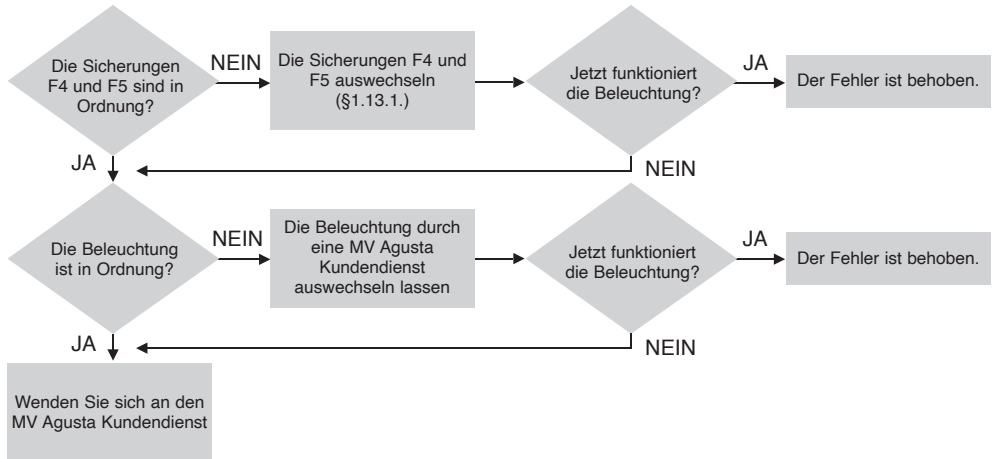 Die Sicherungen
F4 und F5 sind in
Ordnung?
NEIN
Die Sicherungen F4 und
F5 auswechseln
(§1.13.1.)
Jetzt funktioniert
die Beleuchtung?
JA
Der Fehler ist behoben.
JA
NEIN
Die Beleuchtung
ist in Ordnung?
NEIN
Die Beleuchtung durch
eine MV Agusta
Kundendienst
auswechseln lassen
Jetzt funktioniert
die Beleuchtung?
JA
Der Fehler ist behoben.
JA
NEIN
Wenden Sie sich an den
MV Agusta Kundendienst